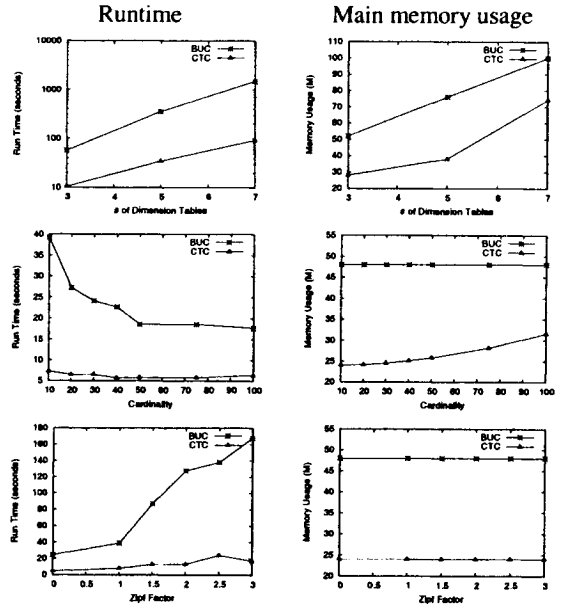 Runtime
Main memory usage
Run Time (seconds)
10000
1000
100
10
BUC
CTC
3 4 5 6 7
# of Dimension Tables
Memory Usage (M)
110
100
90
80
70
60
50
40
30
20
BUC
CTC
3 4 5 6 7
# of Dimension Tables
Run Time (seconds)
40
35
30
25
20
15
10
5
BUC
CTC
10 20 30 40 50 60 70 80 90 100
Cardinality
Memory Usage (M)
55
50
45
40
35
30
25
20
BUC
CTC
10 20 30 40 50 60 70 80 90 100
Cardinality
Run Time (seconds)
180
160
140
120
100
80
60
40
20
0
BUC
CTC
0 0.5 1 1.5 2 2.5 3
Zipf Factor
Memory Usage (M)
55
50
45
40
35
30
25
20
BUC
CTC
0 0.5 1 1.5 2 2.5 3
Zipf Factor